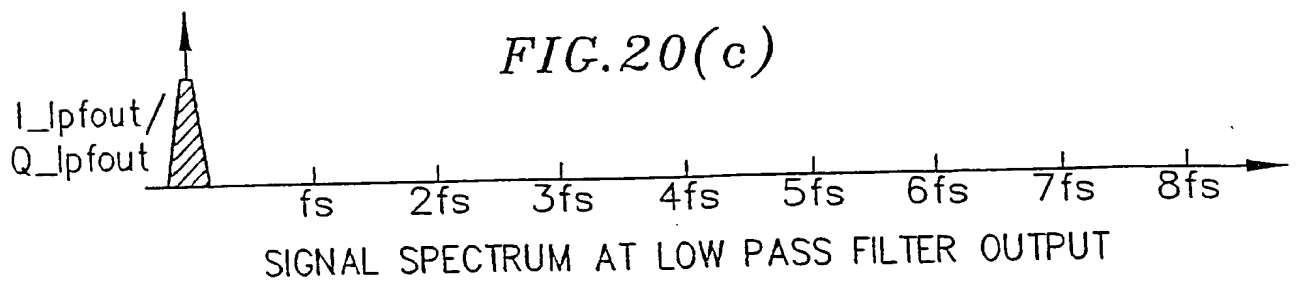 FIG.20(c)
I_lpfout/
Q_lpfout
fs 2fs 3fs 4fs 5fs 6fs 7fs 8fs
SIGNAL SPECTRUM AT LOW PASS FILTER OUTPUT